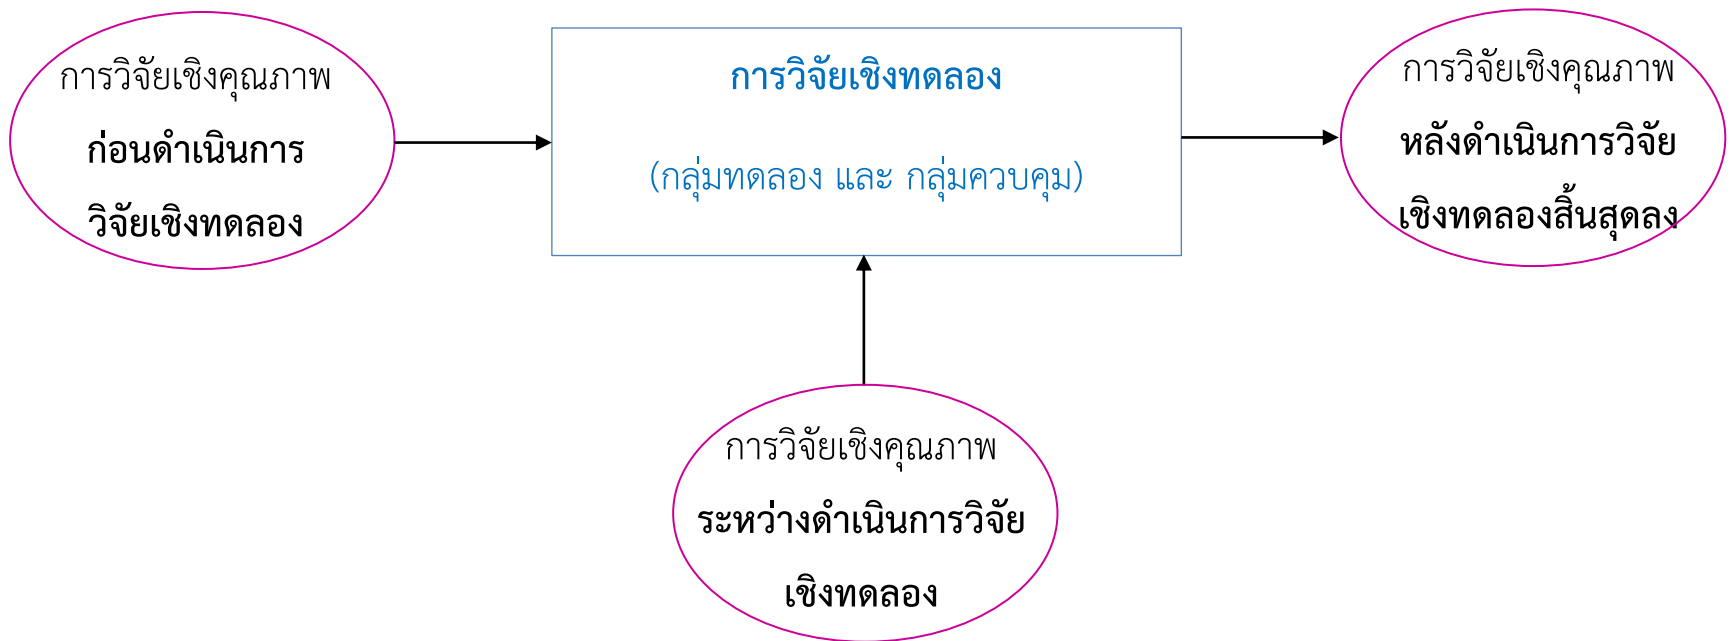 การวิจัยเชิงคุณภาพ
ก่อนดำเนินการ
วิจัยเชิงทดลอง
การวิจัยเชิงทดลอง
(กลุ่มทดลอง และ กลุ่มควบคุม)
การวิจัยเชิงคุณภาพ
หลังดำเนินการวิจัย
เชิงทดลองสิ้นสุดลง
การวิจัยเชิงคุณภาพ
ระหว่างดำเนินการวิจัย
เชิงทดลอง